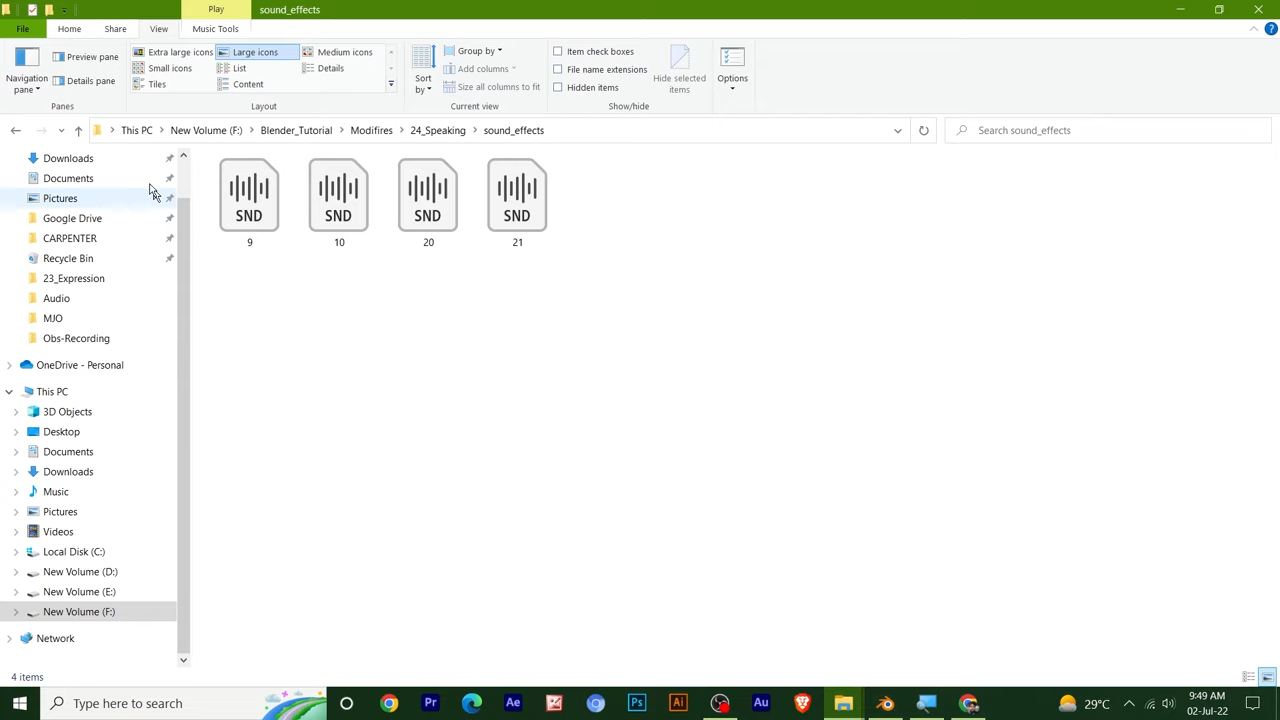 Play
sound_effects
File
Home
Share
View
Music Tools
Navigation
pane
Preview pane
Details pane
Panes
Extra large icons
Large icons
Medium icons
Small icons
List
Details
Tiles
Content
Layout
Sort
by
Group by
Add columns
Size all columns to fit
Current view
Item check boxes
File name extensions
Hidden items
Hide selected
items
Show/hide
Options
This PC
New Volume (F:)
Blender_Tutorial
Modifires
24_Speaking
sound_effects
Search sound_effects
Downloads
Documents
Pictures
Google Drive
CARPENTER
Recycle Bin
23_Expression
Audio
MJO
Obs-Recording
OneDrive - Personal
This PC
3D Objects
Desktop
Documents
Downloads
Music
Pictures
Videos
Local Disk (C:)
New Volume (D:)
New Volume (E:)
New Volume (F:)
Network
SND
9
SND
10
SND
20
SND
21
4 items
Type here to search
Pr
Ae
Ps
Ai
Au
29°C
9:49 AM
02-Jul-22